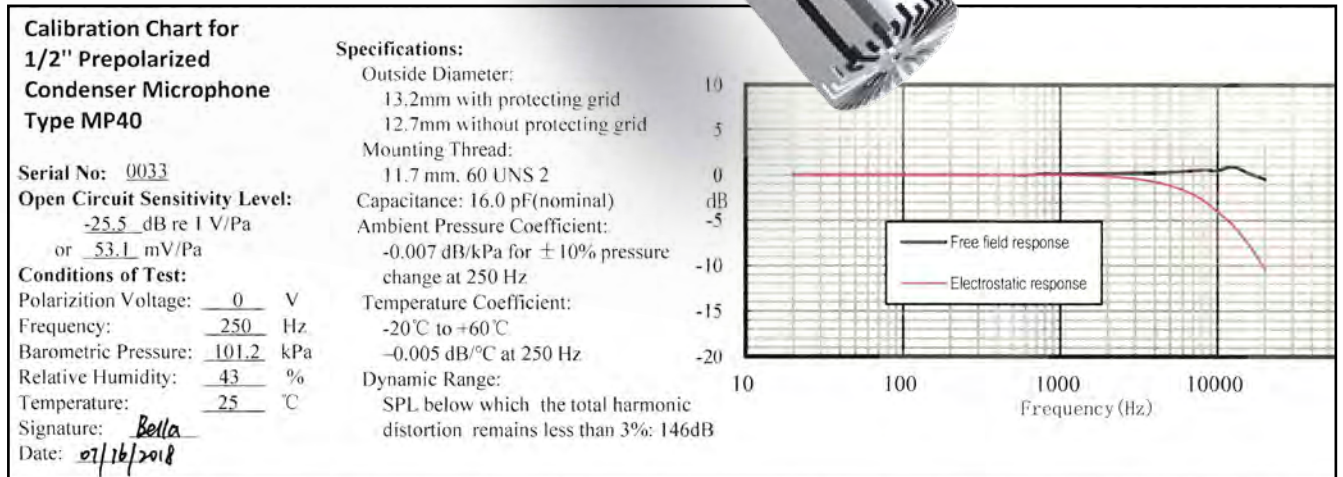 Calibration Chart for
1/2" Prepolarized
Condenser Microphone
Type MP40
Serial No: 0033
Open Circuit Sensitivity Level:
-25.5 dB re 1 V/Pa
or 53.1 mV/Pa
Conditions of Test:
Polarizition Voltage: 0 V
Frequency: 250 Hz
Barometric Pressure: 101.2 kPa
Relative Humidity: 43 %
Temperature: 25 ℃
Signature: Bella
Date: 07/16/2018
Specifications:
Outside Diameter:
13.2mm with protecting grid
12.7mm without protecting grid
Mounting Thread:
11.7 mm. 60 UNS 2
Capacitance: 16.0 pF(nominal)
Ambient Pressure Coefficient:
-0.007 dB/kPa for ±10% pressure
change at 250 Hz
Temperature Coefficient:
-20℃ to +60℃
-0.005 dB/°C at 250 Hz
Dynamic Range:
SPL below which the total harmonic
distortion remains less than 3%: 146dB
10
5
0
dB
-5
-10
-15
-20
Free field response
Electrostatic response
10 100 1000 10000
Frequency(Hz)